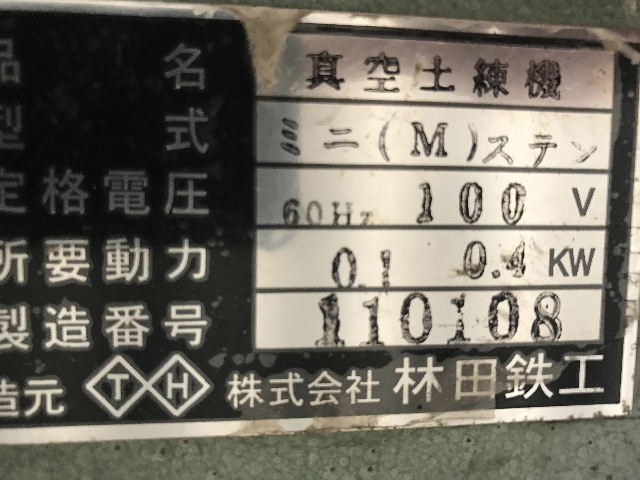 品名 真空土練機
型式 ミニ(M)ステン
定格電圧 60Hz 100 V
所要動力 0.1 0.4 KW
製造番号 110108
造元 TH 株式会社 林田鉄工